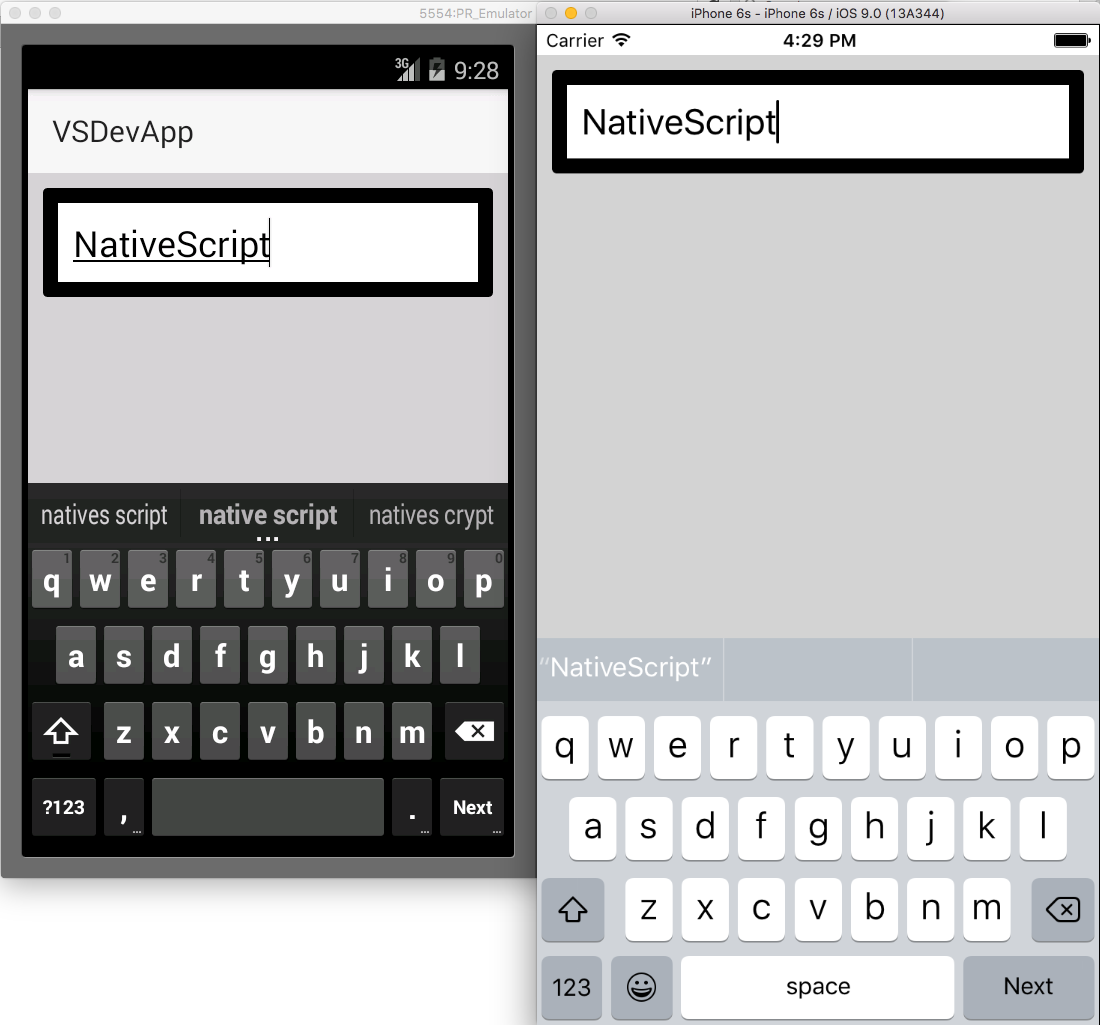 5554:PR_Emulator
3G 9:28
VSDevApp
NativeScript
natives script native script natives crypt
...
1 2 3 4 5 6 7 8 9 0
q w e r t y u i o p
a s d f g h j k l
z x c v b n m
?123 , . Next
iPhone 6s - iPhone 6s / iOS 9.0 (13A344)
Carrier 4:29 PM
NativeScript
“NativeScript”
q w e r t y u i o p
a s d f g h j k l
z x c v b n m
123 space Next